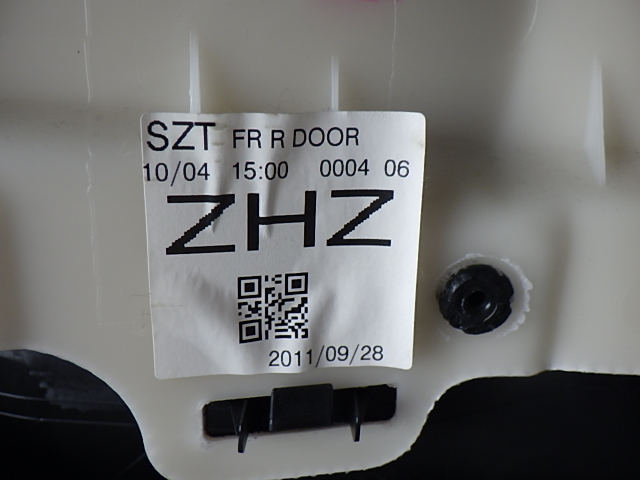 SZT FR R DOOR
10/04 15:00 0004 06
ZHZ
2011/09/28